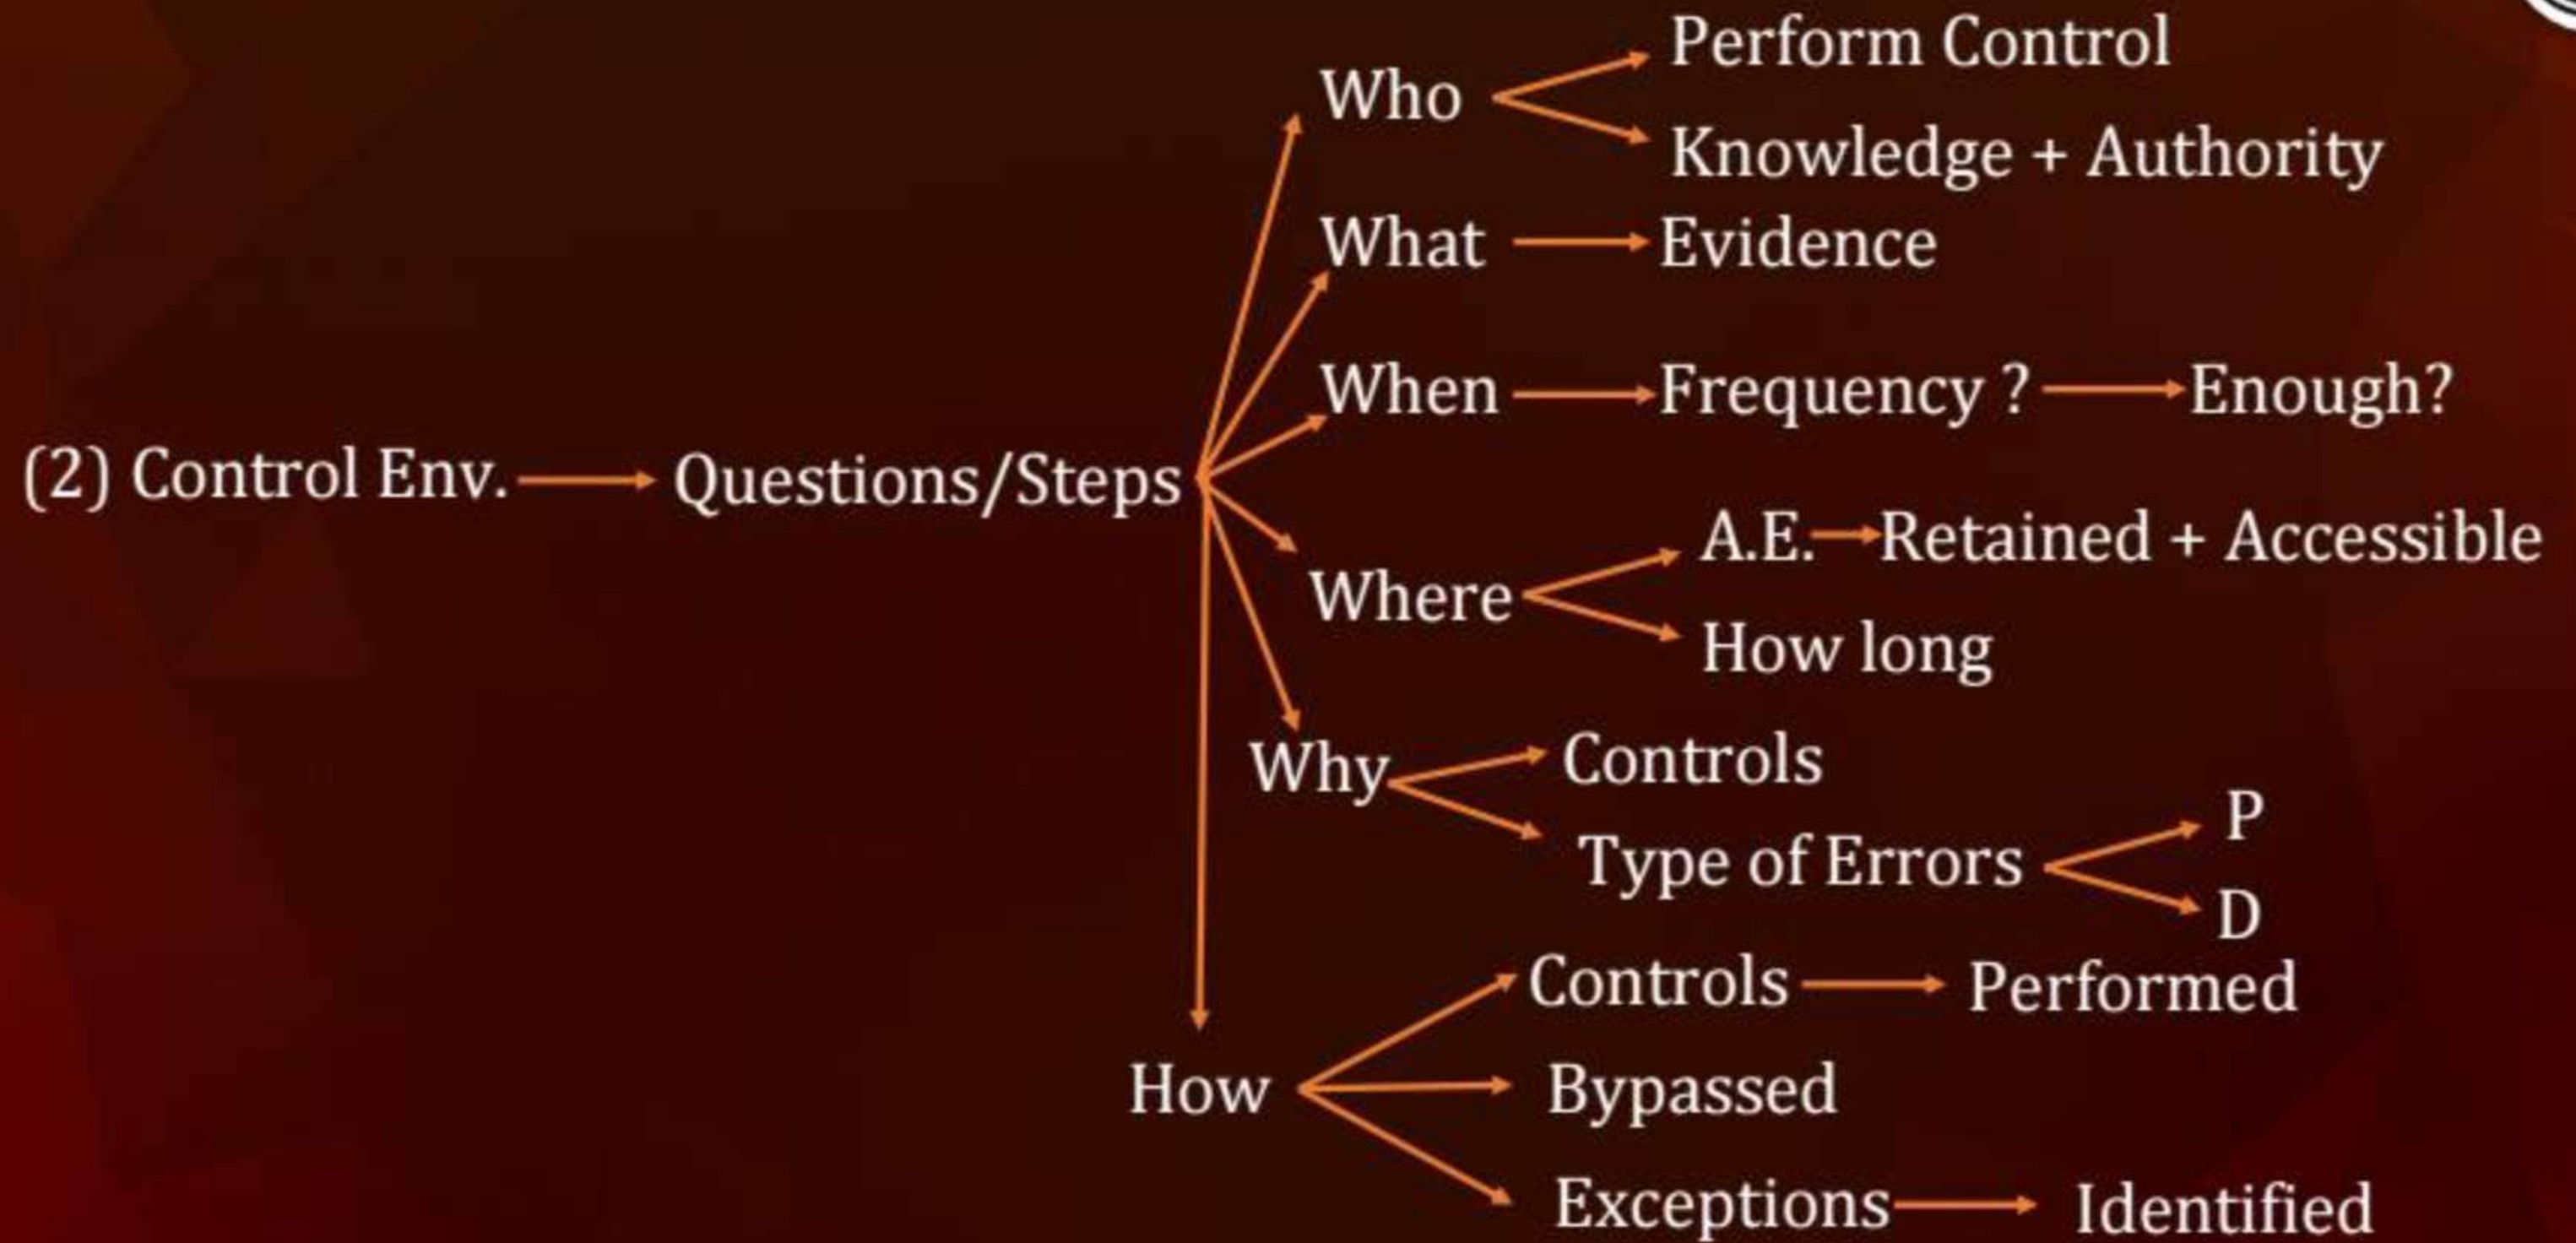 Who
Perform Control
Knowledge + Authority
What
Evidence
When
Frequency ?
Enough?
(2) Control Env.
Questions/Steps
Where
A.E.
Retained + Accessible
How long
Why
Controls
Type of Errors
P
D
How
Controls
Performed
Bypassed
Exceptions
Identified